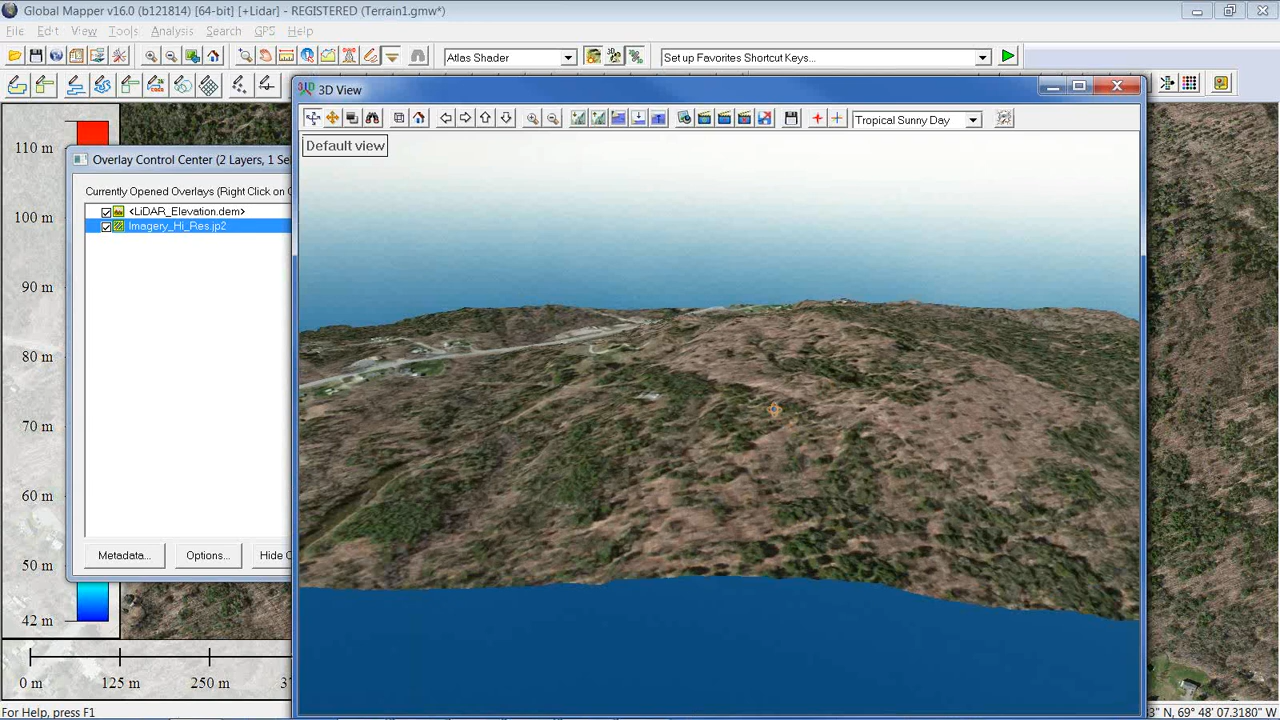 Global Mapper v16.0 (b121814) [64-bit] [+Lidar] - REGISTERED (Terrain1.gmw*)
File Edit View Tools Analysis Search GPS Help
Atlas Shader
Set up Favorites Shortcut Keys...
3D View
Tropical Sunny Day
Default view
110 m
Overlay Control Center (2 Layers, 1 Se
Currently Opened Overlays (Right Click on
<LiDAR_Elevation.dem>
Imagery_Hi_Res.jp2
100 m
90 m
80 m
70 m
60 m
50 m
42 m
Metadata...
Options...
Hide
0 m
125 m
250 m
For Help, press F1
" N, 69° 48' 07.3180" W